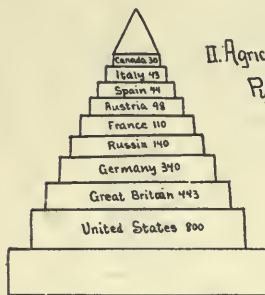 Canada 30
Italy 43
Spain 44
Austria 98
France 110
Russia 140
Germany 340
Great Britain 443
United States 800
II. Agric